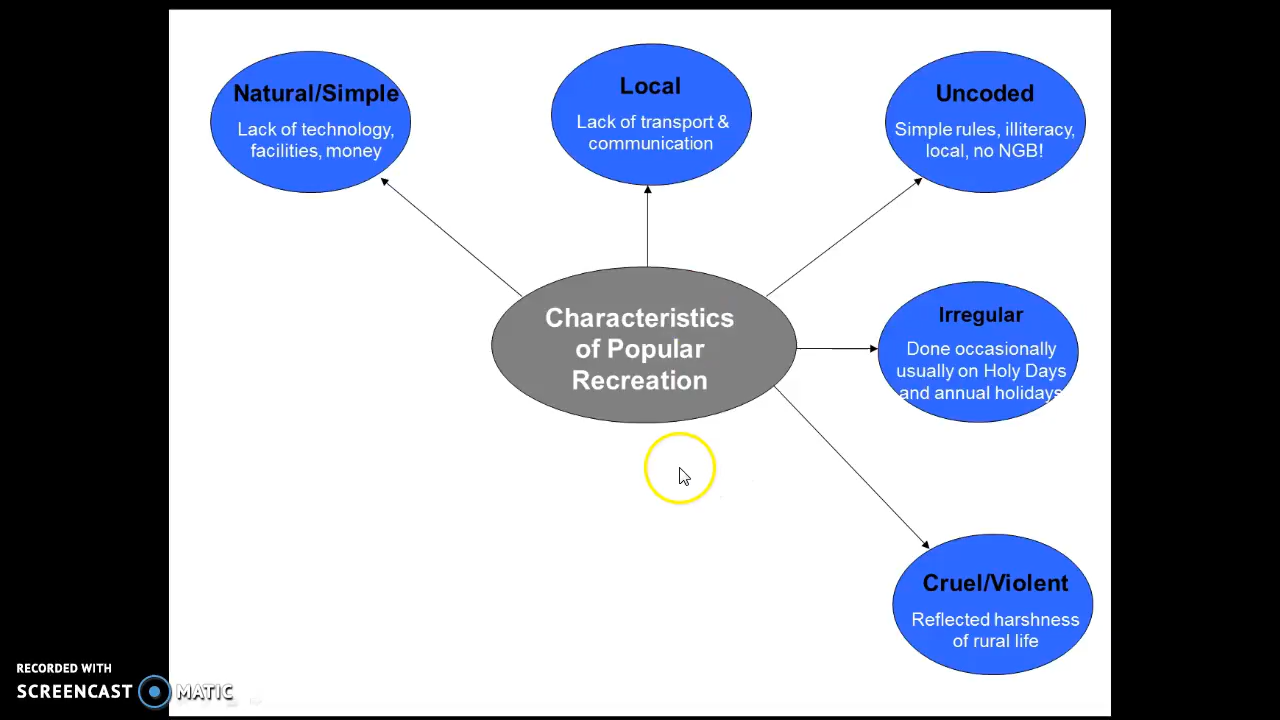 Natural/Simple
Lack of technology,
facilities, money
Local
Lack of transport &
communication
Uncoded
Simple rules, illiteracy,
local, no NGB!
Characteristics
of Popular
Recreation
Irregular
Done occasionally
usually on Holy Days
and annual holidays
Cruel/Violent
Reflected harshness
of rural life
RECORDED WITH
SCREENCAST MATIC